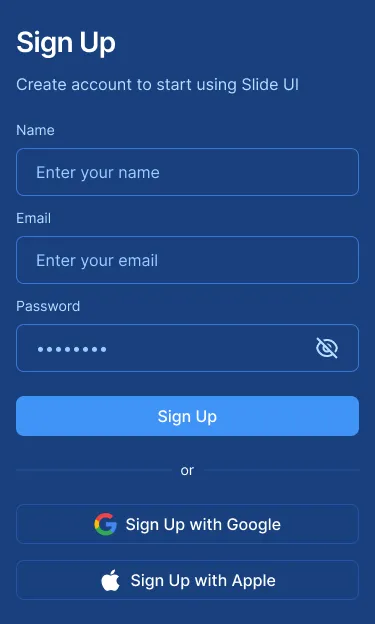 Sign Up
Create account to start using Slide UI
Name
Enter your name
Email
Enter your email
Password
••••••••
Sign Up
or
Sign Up with Google
Sign Up with Apple